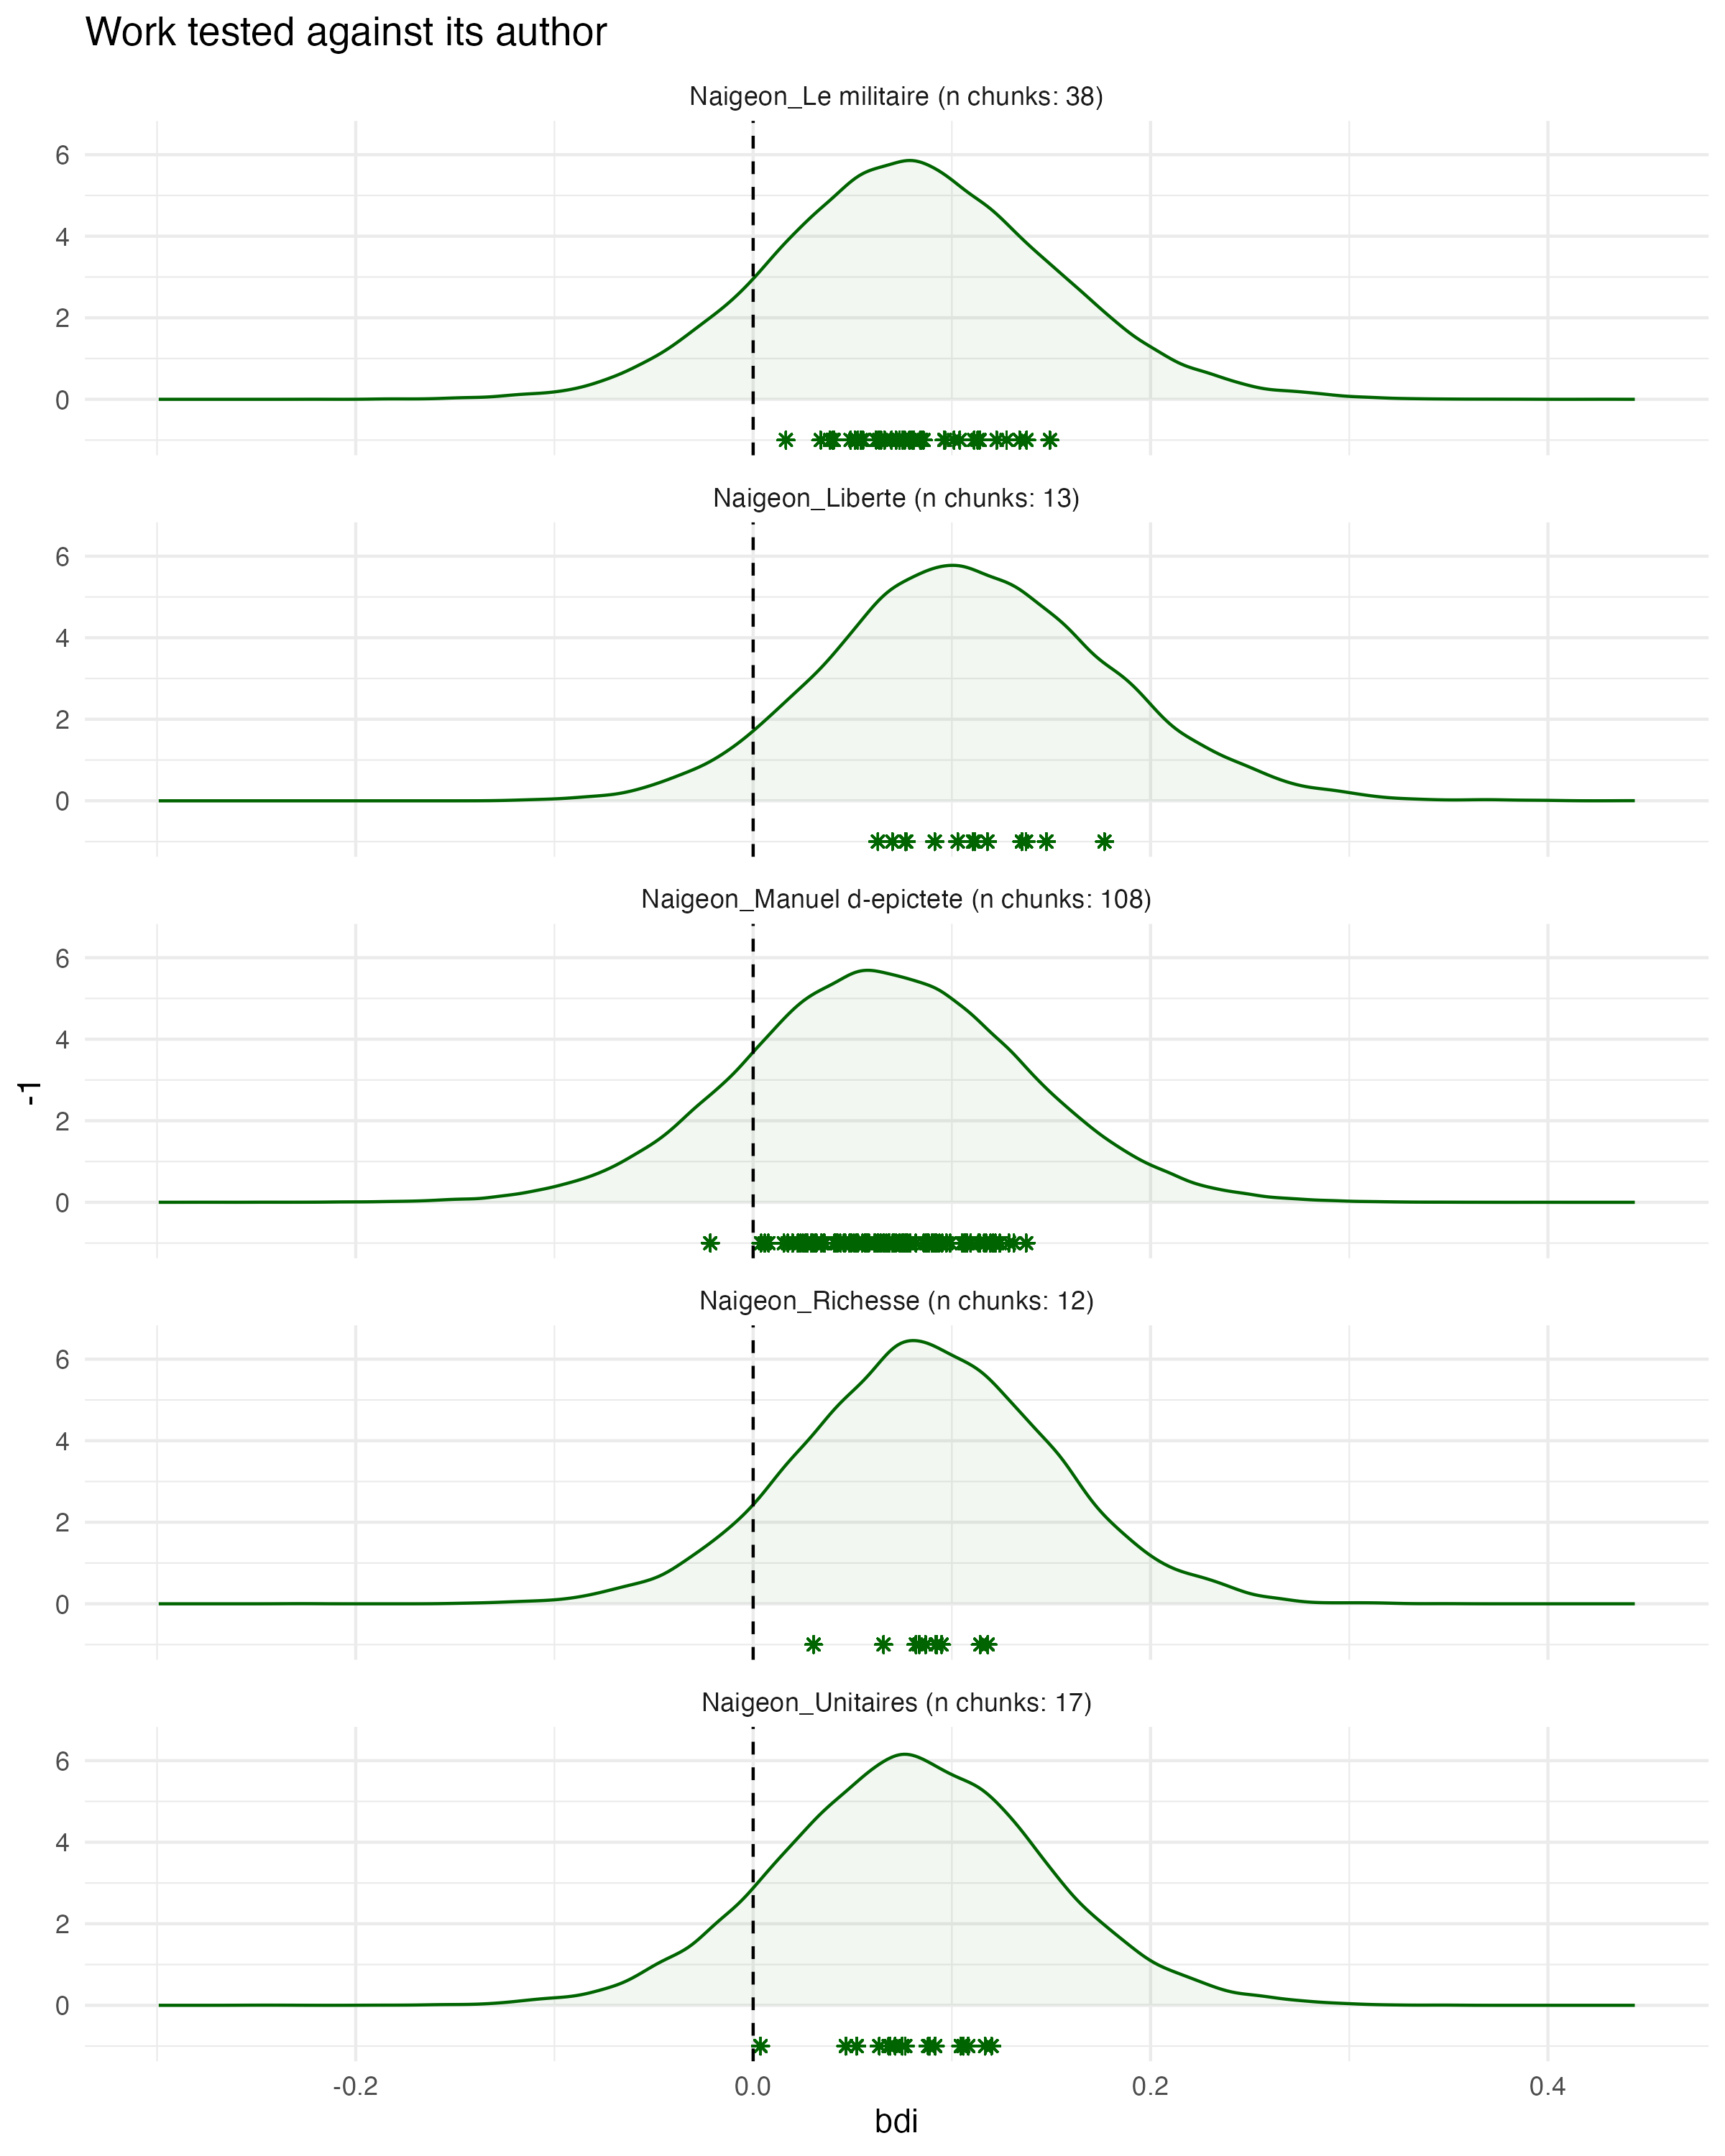 Work tested against its author
Naigeon_Le militaire (n chunks: 38)
6
4
2
0
Naigeon_Liberte (n chunks: 13)
6
4
2
0
Naigeon_Manuel d-epictete (n chunks: 108)
6
4
2
0
-1
Naigeon_Richesse (n chunks: 12)
6
4
2
0
Naigeon_Unitaires (n chunks: 17)
6
4
2
0
-0.2 0.0 0.2 0.4
bdi